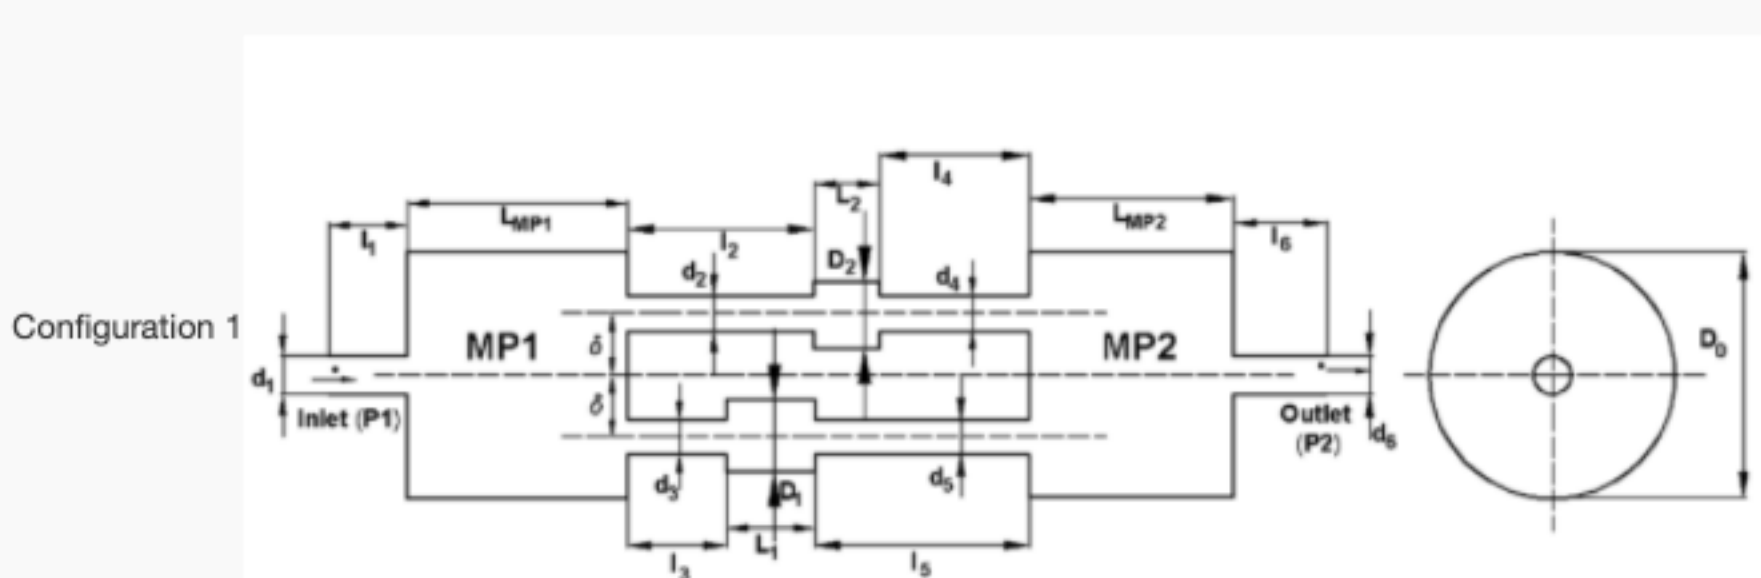 l4
L2
LMP1
LMP2
l1
l2
l6
d2
D2
d4
Configuration 1
MP1
δ
MP2
D0
d1
δ
Inlet (P1)
Outlet
(P2)
d6
d3
D1
d5
L1
l3
l5